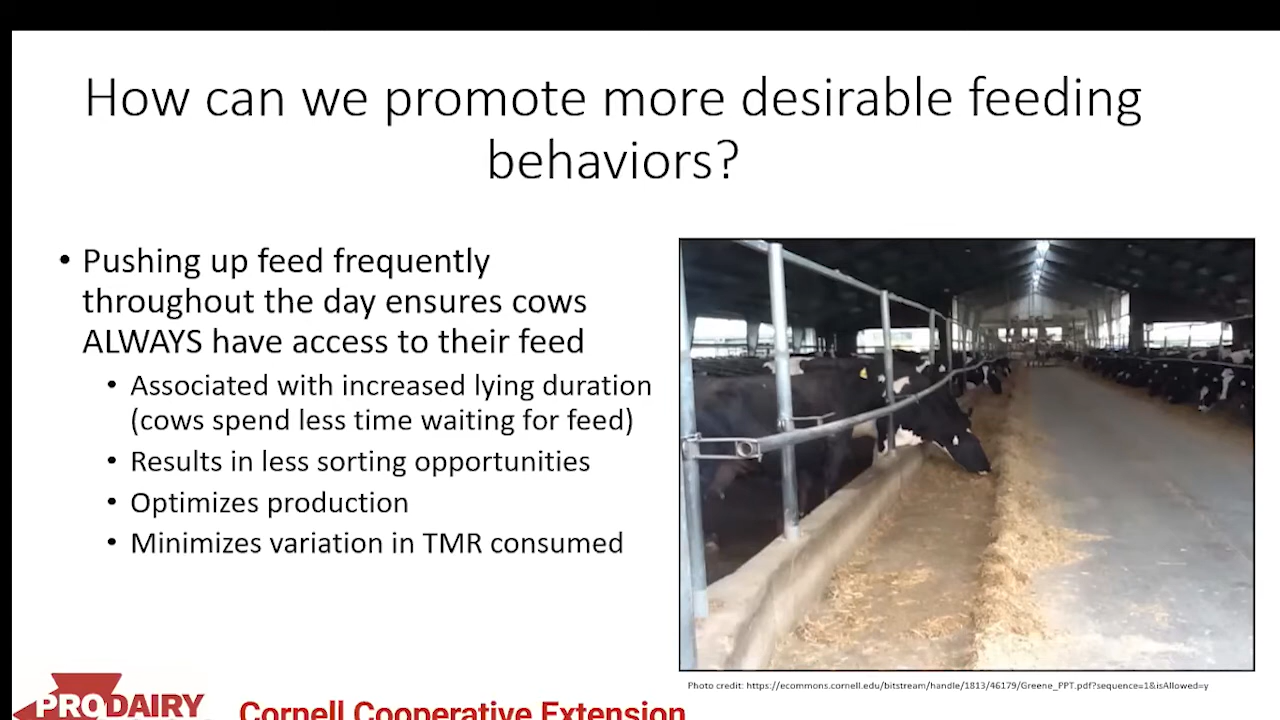 How can we promote more desirable feeding
behaviors?
• Pushing up feed frequently
throughout the day ensures cows
ALWAYS have access to their feed
• Associated with increased lying duration
(cows spend less time waiting for feed)
• Results in less sorting opportunities
• Optimizes production
• Minimizes variation in TMR consumed
Photo credit: https://ecommons.cornell.edu/bitstream/handle/1813/46179/Greene_PPT.pdf?sequence=1&isAllowed=y
PRODAIRY
Cornell Cooperative Extension